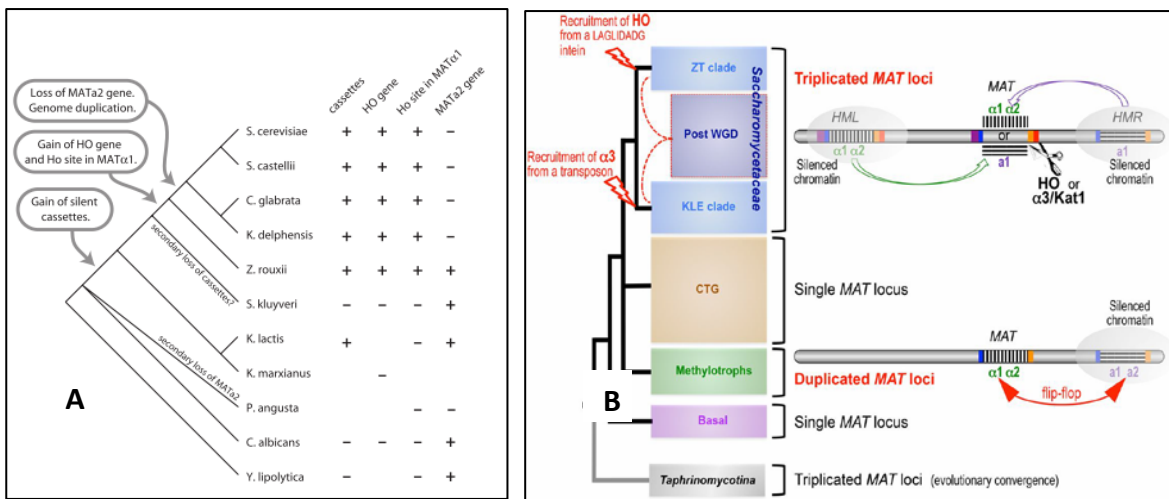 Loss of MATa2 gene.
Genome duplication.
Gain of HO gene
and Ho site in MATα1.
Gain of silent
cassettes.
secondary loss of cassettes?
secondary loss of MATa2
cassettes
HO gene
Ho site in MATα1
MATa2 gene
S. cerevisiae + + + –
S. castellii + + + –
C. glabrata + + + –
K. delphensis + + + –
Z. rouxii + + + +
S. kluyveri – – – +
K. lactis + – +
K. marxianus –
P. angusta – –
C. albicans – – – +
Y. lipolytica – – +
A
Recruitment of HO
from a LAGLIDADG
intein
Recruitment of α3
from a transposon
ZT clade
Saccharomycetaceae
Post WGD
KLE clade
CTG
Methylotrophs
Basal
Taphrinomycotina
B
Triplicated MAT loci
MAT
α1 α2
or
a1
HML
α1 α2
Silenced
chromatin
HMR
a1
Silenced
chromatin
HO or
α3/Kat1
Single MAT locus
Silenced
chromatin
MAT
α1 α2
a1 a2
flip-flop
Duplicated MAT loci
Single MAT locus
Triplicated MAT loci (evolutionary convergence)